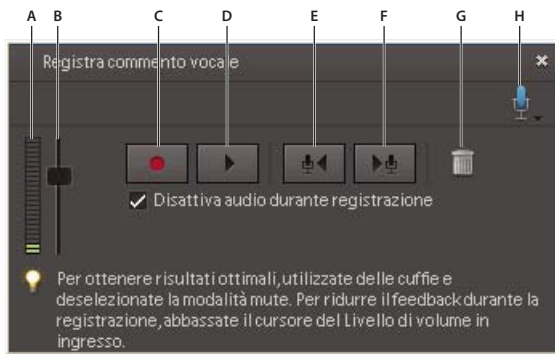 A B C D E F G H
Registra commento vocale
Disattiva audio durante registrazione
Per ottenere risultati ottimali, utilizzate delle cuffie e
deselezionate la modalità mute. Per ridurre il feedback durante la
registrazione, abbassate il cursore del Livello di volume in
ingresso.